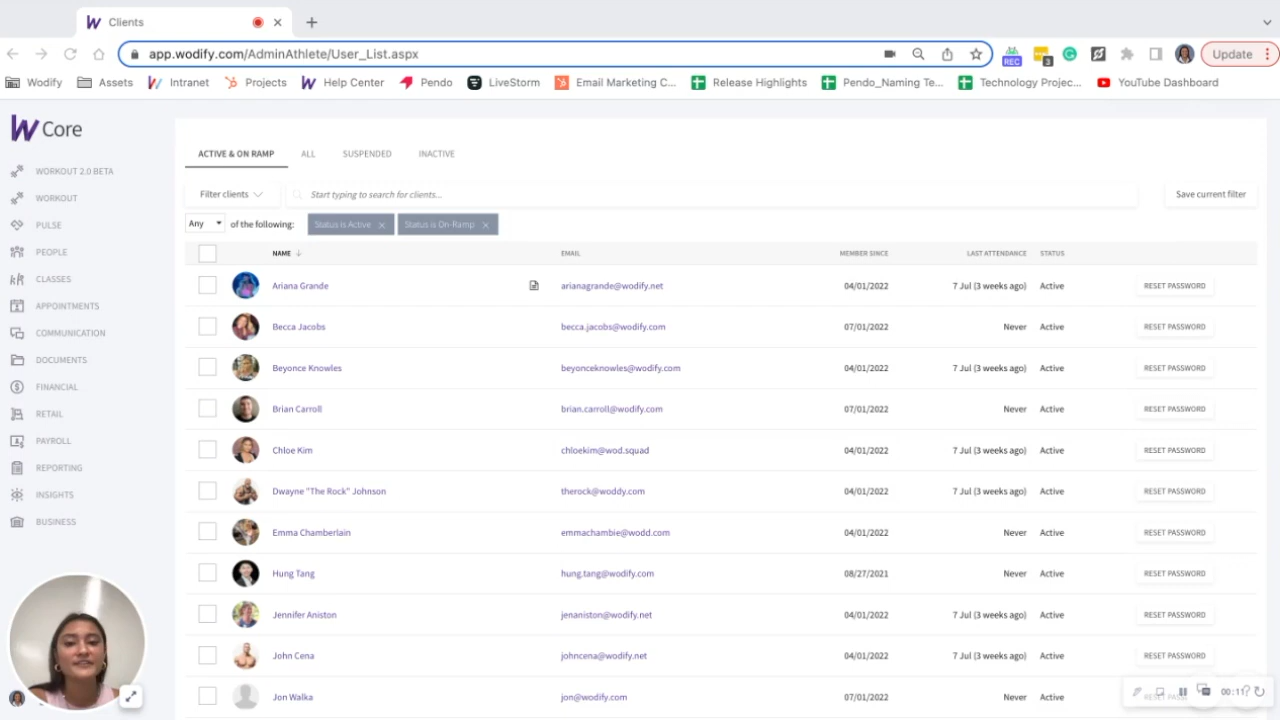 Clients
app.wodify.com/AdminAthlete/User_List.aspx
REC
3
Update
Wodify
Assets
Intranet
Projects
Help Center
Pendo
LiveStorm
Email Marketing C...
Release Highlights
Pendo_Naming Te...
Technology Projec...
YouTube Dashboard
W Core
WORKOUT 2.0 BETA
WORKOUT
PULSE
PEOPLE
CLASSES
APPOINTMENTS
COMMUNICATION
DOCUMENTS
FINANCIAL
RETAIL
PAYROLL
REPORTING
INSIGHTS
BUSINESS
ACTIVE & ON RAMP ALL SUSPENDED INACTIVE
Filter clients Start typing to search for clients... Save current filter
Any of the following: Status is Active Status is On-Ramp
NAME EMAIL MEMBER SINCE LAST ATTENDANCE STATUS
Ariana Grande arianagrande@wodify.net 04/01/2022 7 Jul (3 weeks ago) Active RESET PASSWORD
Becca Jacobs becca.jacobs@wodify.com 07/01/2022 Never Active RESET PASSWORD
Beyonce Knowles beyonceknowles@wodify.com 04/01/2022 7 Jul (3 weeks ago) Active RESET PASSWORD
Brian Carroll brian.carroll@wodify.com 07/01/2022 Never Active RESET PASSWORD
Chloe Kim chloekim@wod.squad 04/01/2022 7 Jul (3 weeks ago) Active RESET PASSWORD
Dwayne "The Rock" Johnson therock@woddy.com 04/01/2022 7 Jul (3 weeks ago) Active RESET PASSWORD
Emma Chamberlain emmachambie@wodd.com 04/01/2022 Never Active RESET PASSWORD
Hung Tang hung.tang@wodify.com 08/27/2021 Never Active RESET PASSWORD
Jennifer Aniston jenaniston@wodify.net 04/01/2022 7 Jul (3 weeks ago) Active RESET PASSWORD
John Cena johncena@wodify.net 04/01/2022 7 Jul (3 weeks ago) Active RESET PASSWORD
Jon Walka jon@wodify.com 07/01/2022 Never Active
00:11